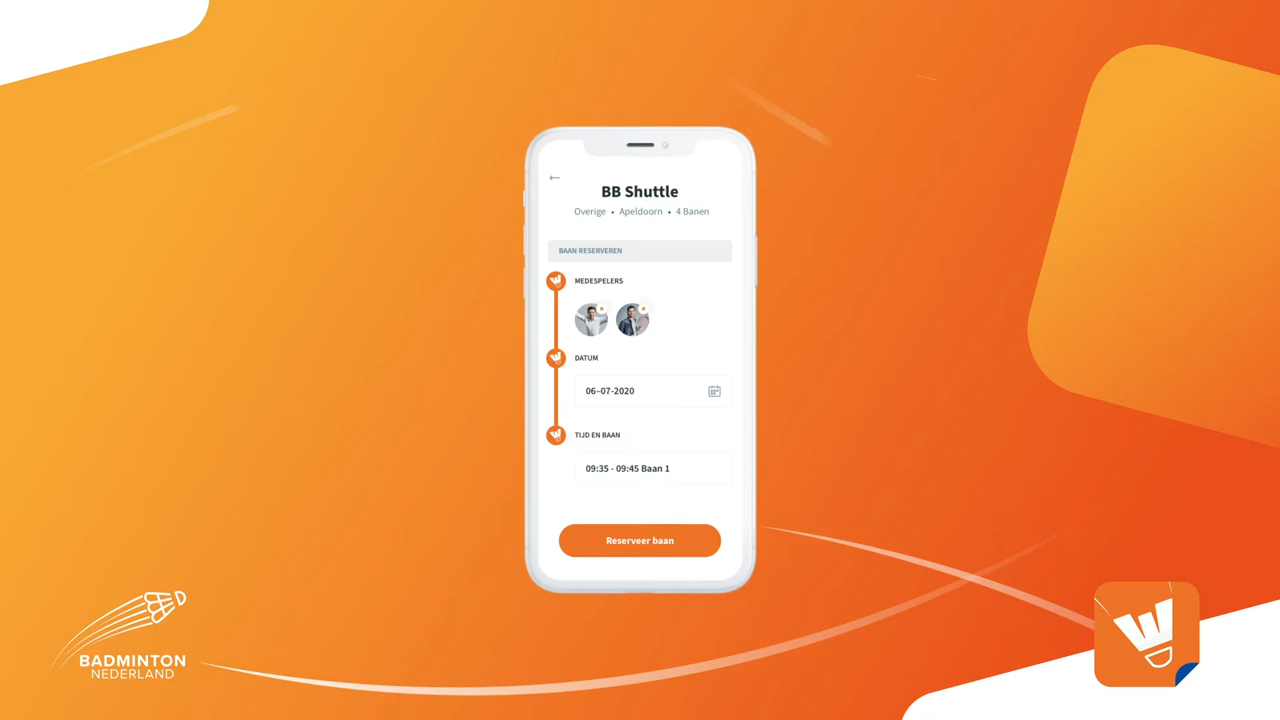 BB Shuttle
Overige • Apeldoorn • 4 Banen
BAAN RESERVEREN
MEDESPELERS
DATUM
06–07-2020
TIJD EN BAAN
09:35 - 09:45 Baan 1
Reserveer baan
BADMINTON
NEDERLAND